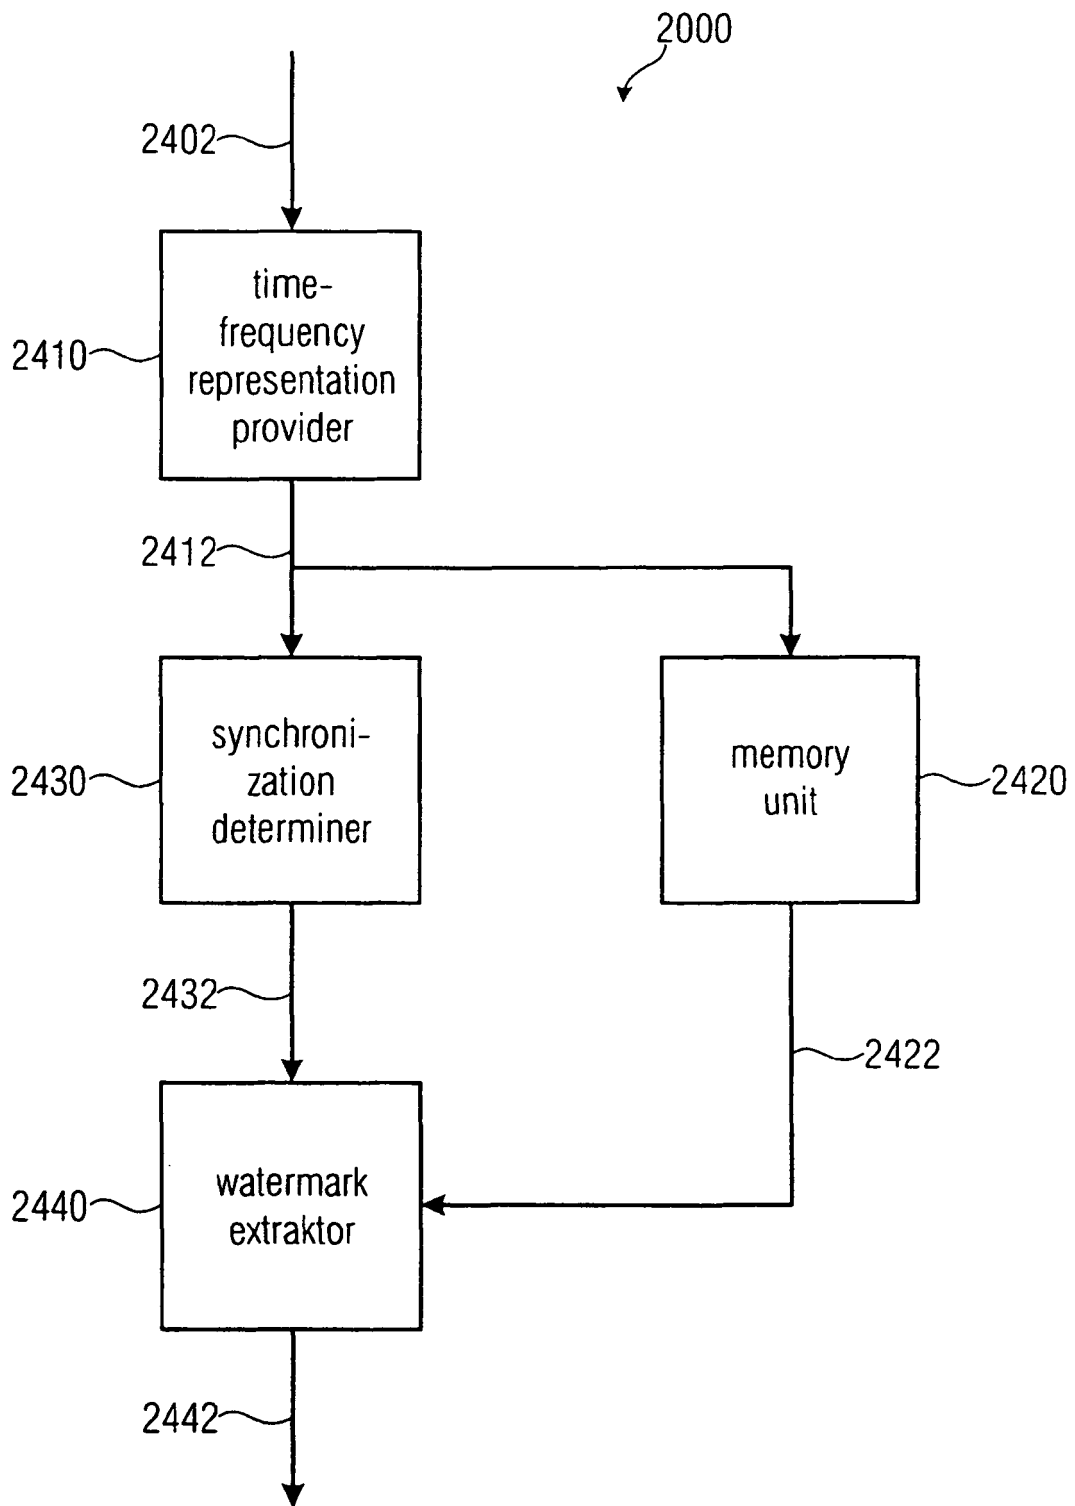 2000
2402
time-
frequency
representation
provider
2410
2412
synchroni-
zation
determiner
2430
memory
unit
2420
2432
2422
watermark
extraktor
2440
2442